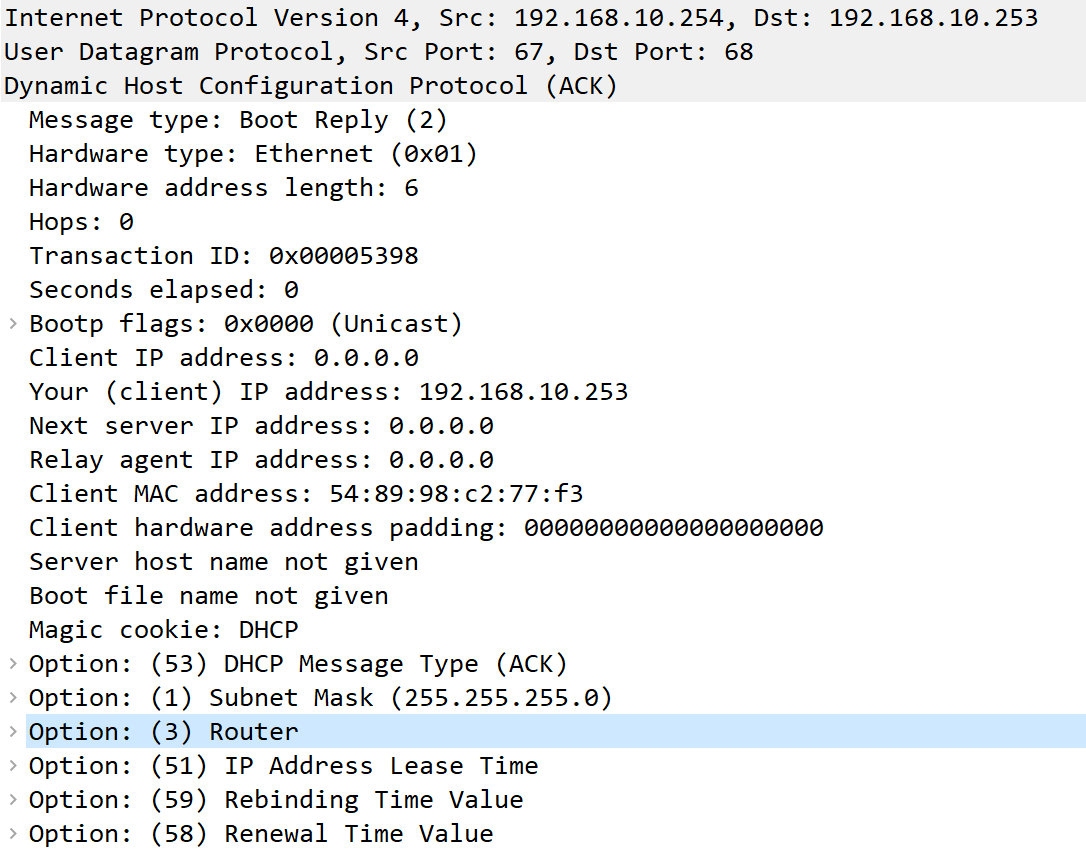 Internet Protocol Version 4, Src: 192.168.10.254, Dst: 192.168.10.253
User Datagram Protocol, Src Port: 67, Dst Port: 68
Dynamic Host Configuration Protocol (ACK)
Message type: Boot Reply (2)
Hardware type: Ethernet (0x01)
Hardware address length: 6
Hops: 0
Transaction ID: 0x00005398
Seconds elapsed: 0
Bootp flags: 0x0000 (Unicast)
Client IP address: 0.0.0.0
Your (client) IP address: 192.168.10.253
Next server IP address: 0.0.0.0
Relay agent IP address: 0.0.0.0
Client MAC address: 54:89:98:c2:77:f3
Client hardware address padding: 00000000000000000000
Server host name not given
Boot file name not given
Magic cookie: DHCP
Option: (53) DHCP Message Type (ACK)
Option: (1) Subnet Mask (255.255.255.0)
Option: (3) Router
Option: (51) IP Address Lease Time
Option: (59) Rebinding Time Value
Option: (58) Renewal Time Value